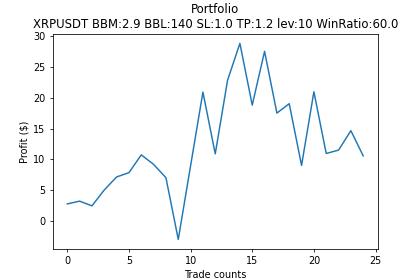 Portfolio
XRPUSDT BBM:2.9 BBL:140 SL:1.0 TP:1.2 lev:10 WinRatio:60.0
30
25
20
15
10
5
0
Profit ($)
0 5 10 15 20 25
Trade counts